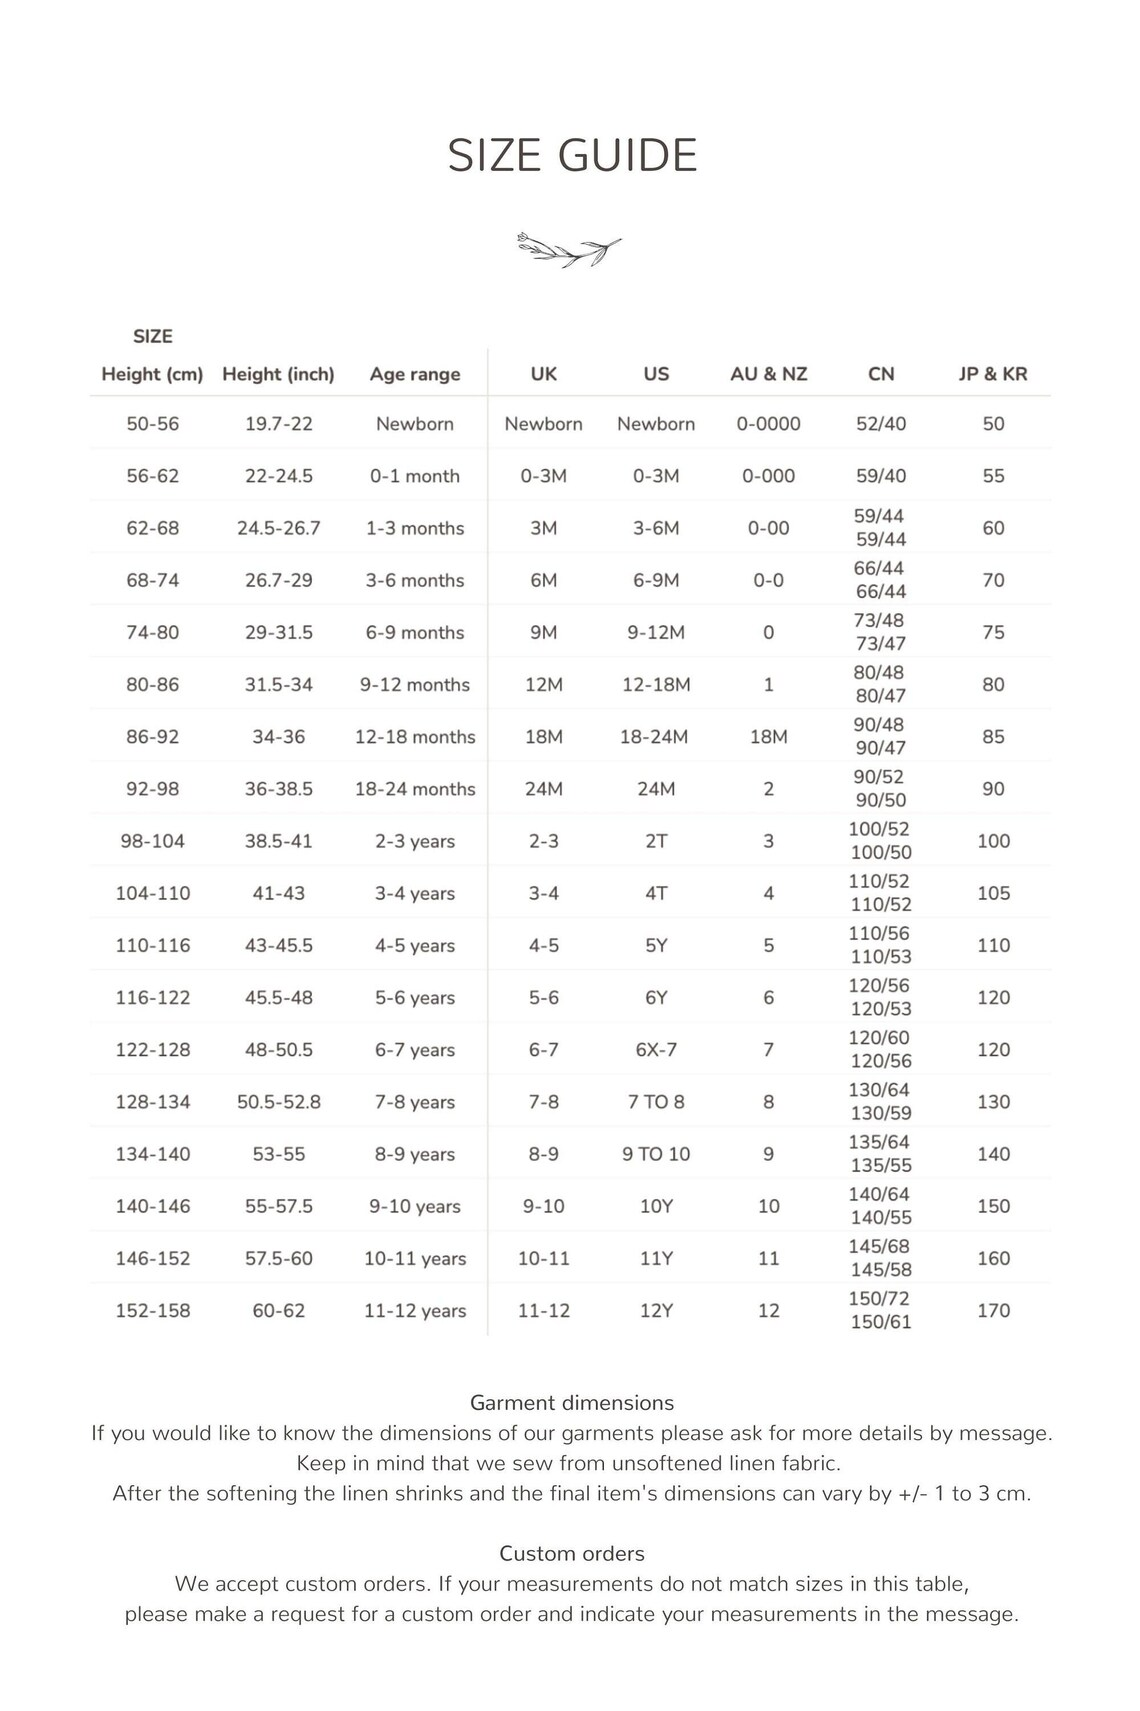 SIZE GUIDE
SIZE
Height (cm) Height (inch) Age range UK US AU & NZ CN JP & KR
50-56 19.7-22 Newborn Newborn Newborn 0-0000 52/40 50
56-62 22-24.5 0-1 month 0-3M 0-3M 0-000 59/40 55
62-68 24.5-26.7 1-3 months 3M 3-6M 0-00 59/44 59/44 60
68-74 26.7-29 3-6 months 6M 6-9M 0-0 66/44 66/44 70
74-80 29-31.5 6-9 months 9M 9-12M 0 73/48 73/47 75
80-86 31.5-34 9-12 months 12M 12-18M 1 80/48 80/47 80
86-92 34-36 12-18 months 18M 18-24M 18M 90/48 90/47 85
92-98 36-38.5 18-24 months 24M 24M 2 90/52 90/50 90
98-104 38.5-41 2-3 years 2-3 2T 3 100/52 100/50 100
104-110 41-43 3-4 years 3-4 4T 4 110/52 110/52 105
110-116 43-45.5 4-5 years 4-5 5Y 5 110/56 110/53 110
116-122 45.5-48 5-6 years 5-6 6Y 6 120/56 120/53 120
122-128 48-50.5 6-7 years 6-7 6X-7 7 120/60 120/56 120
128-134 50.5-52.8 7-8 years 7-8 7 TO 8 8 130/64 130/59 130
134-140 53-55 8-9 years 8-9 9 TO 10 9 135/64 135/55 140
140-146 55-57.5 9-10 years 9-10 10Y 10 140/64 140/55 150
146-152 57.5-60 10-11 years 10-11 11Y 11 145/68 145/58 160
152-158 60-62 11-12 years 11-12 12Y 12 150/72 150/61 170
Garment dimensions
If you would like to know the dimensions of our garments please ask for more details by message.
Keep in mind that we sew from unsoftened linen fabric.
After the softening the linen shrinks and the final item's dimensions can vary by +/- 1 to 3 cm.
Custom orders
We accept custom orders. If your measurements do not match sizes in this table,
please make a request for a custom order and indicate your measurements in the message.